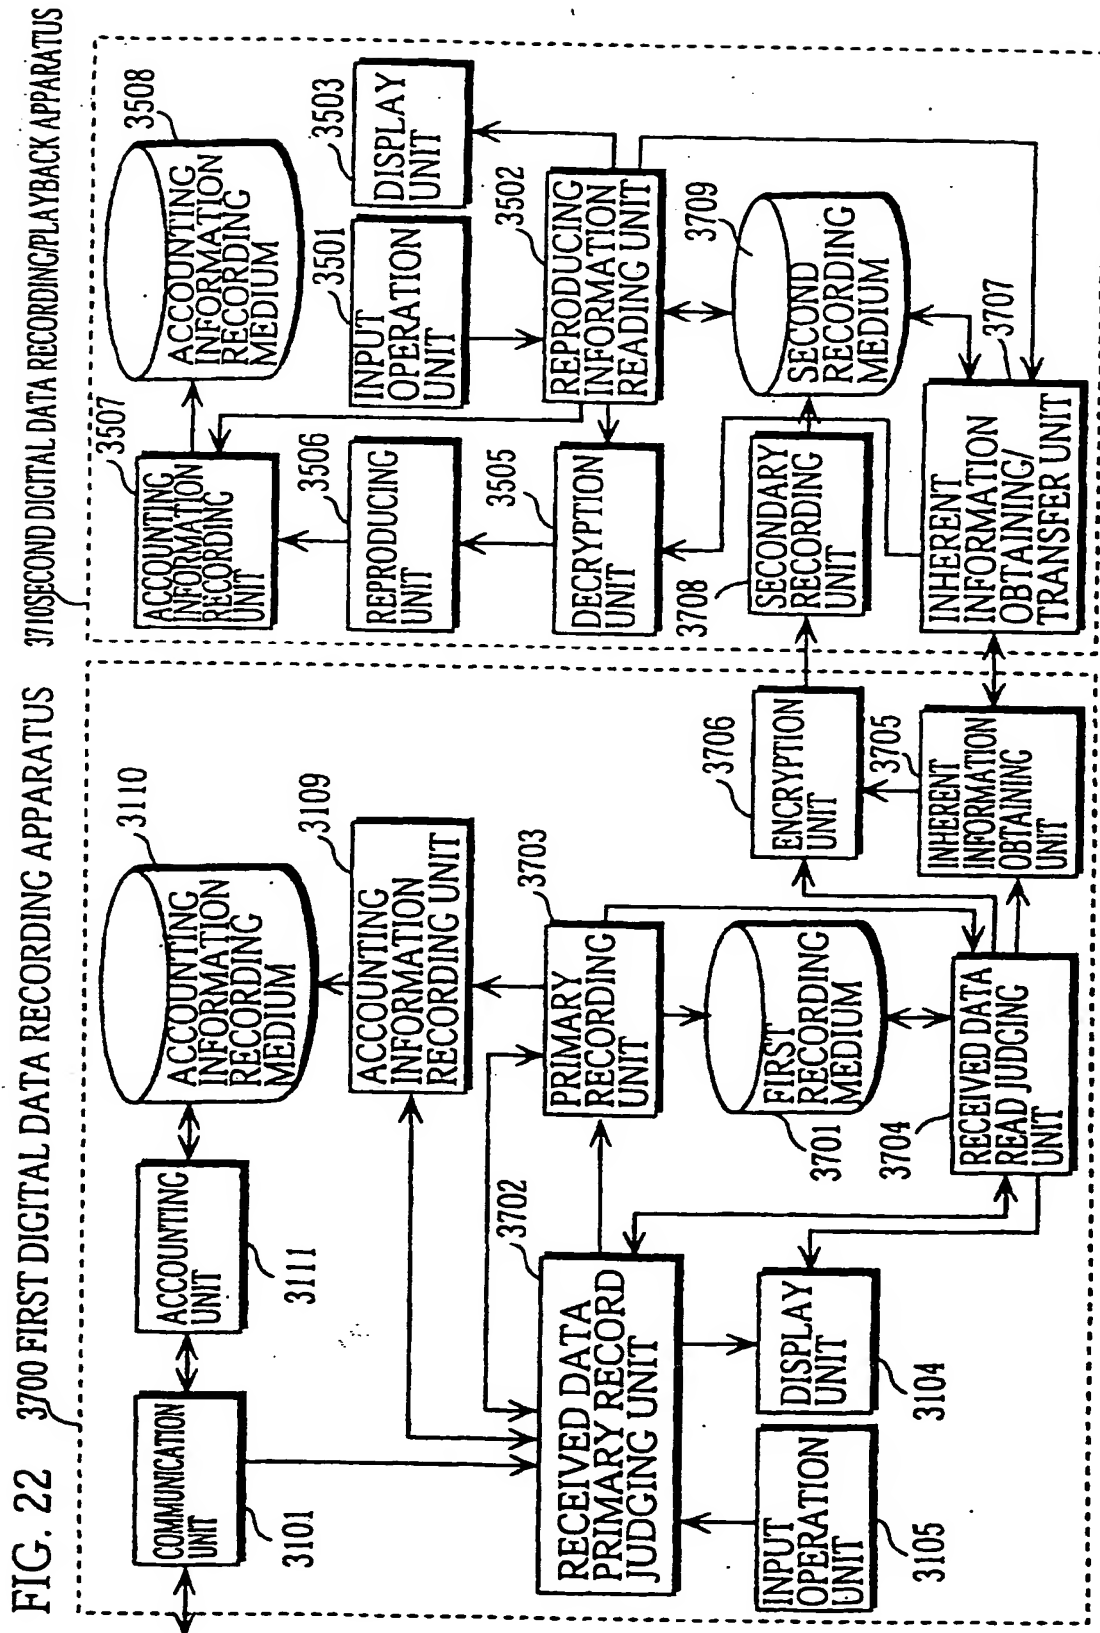 FIG. 22
3700 FIRST DIGITAL DATA RECORDING APPARATUS
3710 SECOND DIGITAL DATA RECORDING/PLAYBACK APPARATUS
COMMUNICATION
UNIT
3101
ACCOUNTING
UNIT
3111
ACCOUNTING
INFORMATION
RECORDING
MEDIUM
3110
ACCOUNTING
INFORMATION
RECORDING UNIT
3109
RECEIVED DATA
PRIMARY RECORD
JUDGING UNIT
3702
PRIMARY
RECORDING
UNIT
3703
INPUT
OPERATION
UNIT
3105
DISPLAY
UNIT
3104
FIRST
RECORDING
MEDIUM
3701
RECEIVED DATA
READ JUDGING
UNIT
3704
ENCRYPTION
UNIT
3706
INHERENT
INFORMATION
OBTAINING
UNIT
3705
ACCOUNTING
INFORMATION
RECORDING
UNIT
3507
ACCOUNTING
INFORMATION
RECORDING
MEDIUM
3508
REPRODUCING
UNIT
3506
INPUT
OPERATION
UNIT
3501
DISPLAY
UNIT
3503
DECRYPTION
UNIT
3505
REPRODUCING
INFORMATION
READING UNIT
3502
SECONDARY
RECORDING
UNIT
3708
SECOND
RECORDING
MEDIUM
3709
INHERENT
INFORMATION
OBTAINING/
TRANSFER UNIT
3707